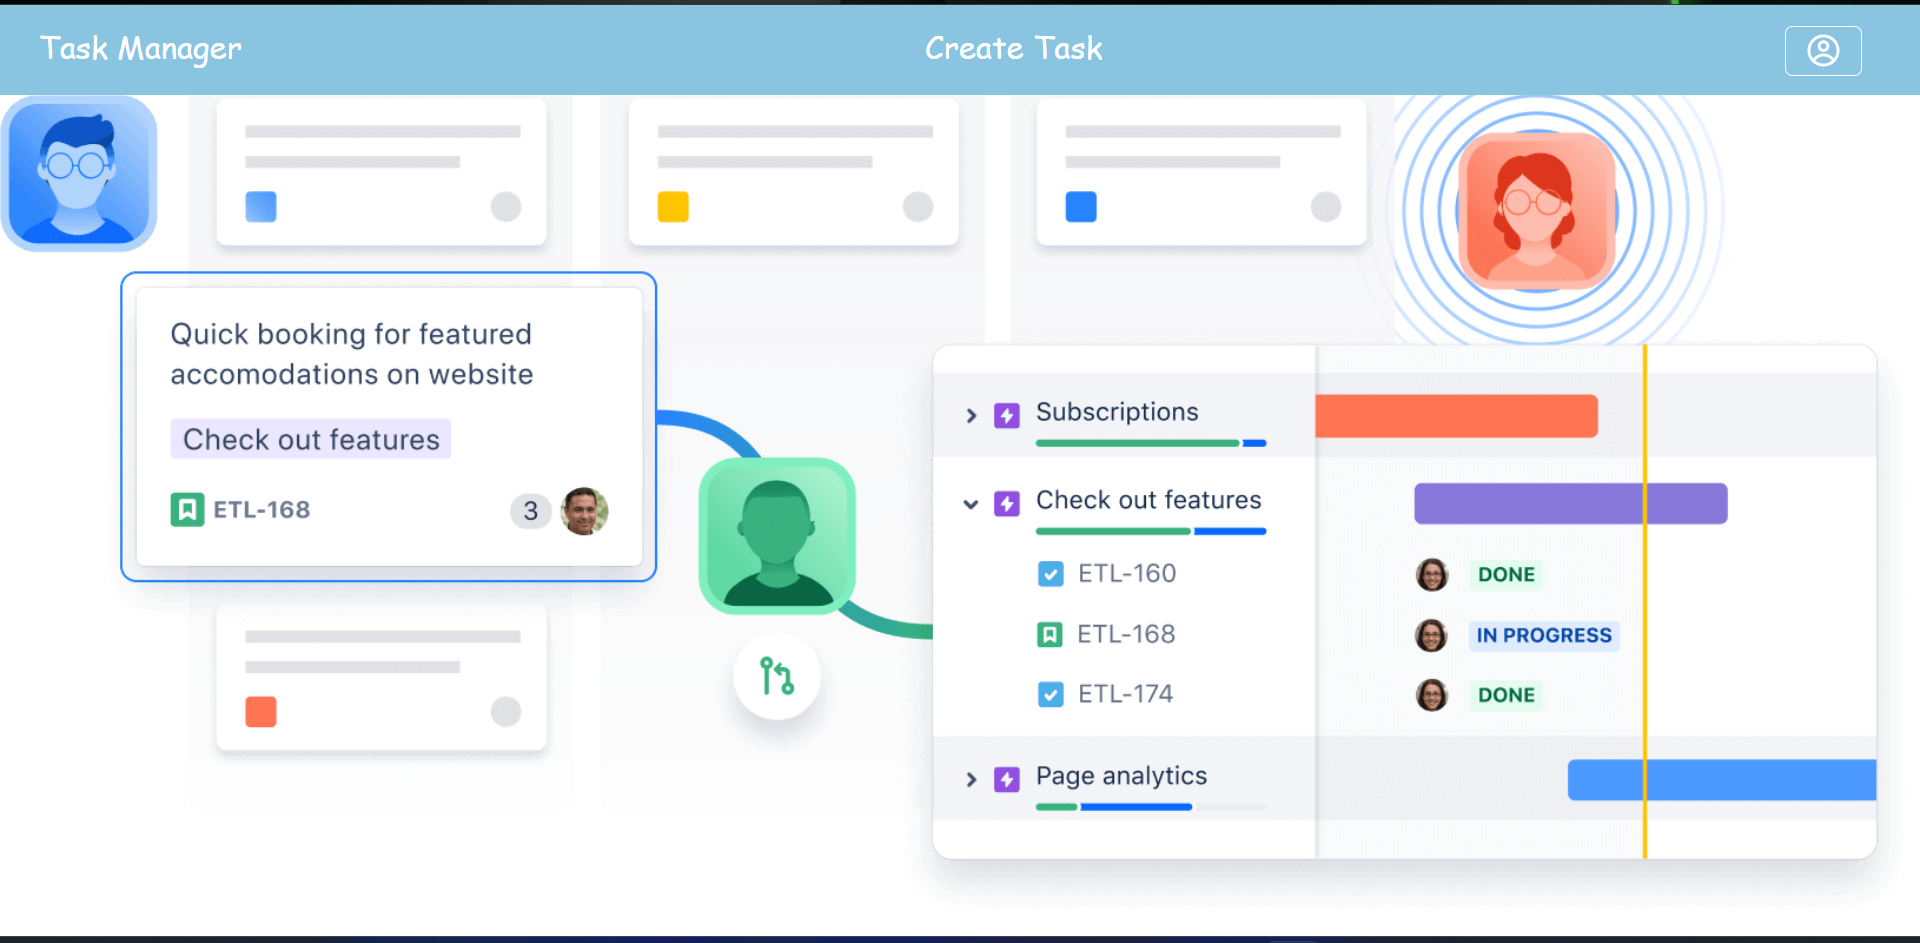 Task Manager
Create Task
Quick booking for featured
accomodations on website
Check out features
ETL-168
3
Subscriptions
Check out features
ETL-160
DONE
ETL-168
IN PROGRESS
ETL-174
DONE
Page analytics